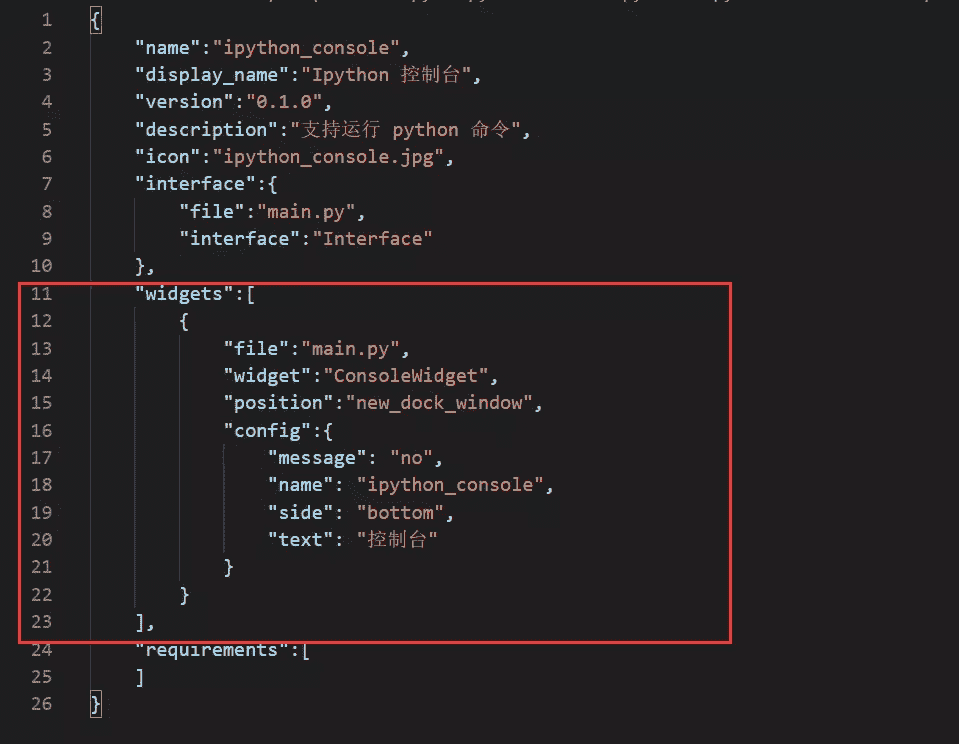 1 {
2 "name":"ipython_console",
3 "display_name":"Ipython 控制台",
4 "version":"0.1.0",
5 "description":"支持运行 python 命令",
6 "icon":"ipython_console.jpg",
7 "interface":{
8 "file":"main.py",
9 "interface":"Interface"
10 },
11 "widgets":[
12 {
13 "file":"main.py",
14 "widget":"ConsoleWidget",
15 "position":"new_dock_window",
16 "config":{
17 "message": "no",
18 "name": "ipython_console",
19 "side": "bottom",
20 "text": "控制台"
21 }
22 }
23 ],
24 "requirements":[
25 ]
26 }